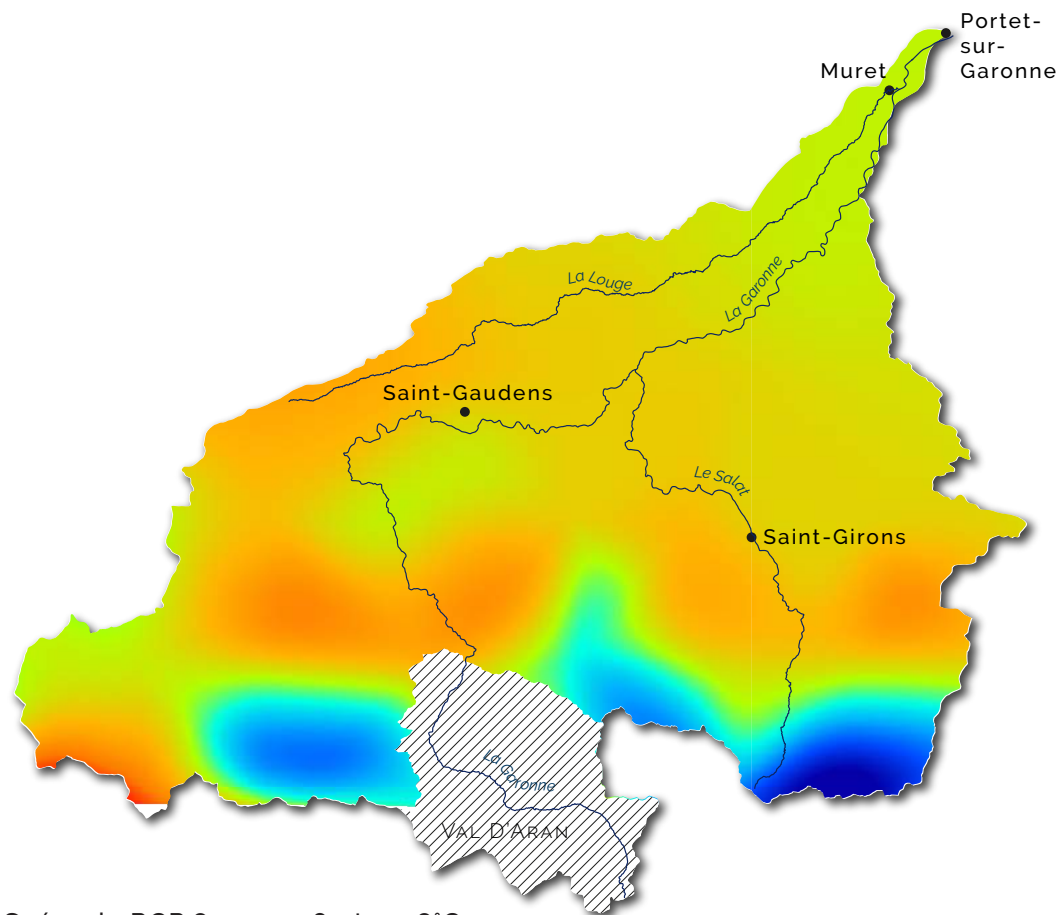 Portet-
sur-
Garonne
Muret
La Louge
La Garonne
Saint-Gaudens
Le Salat
Saint-Girons
La Garonne
VAL D'ARAN